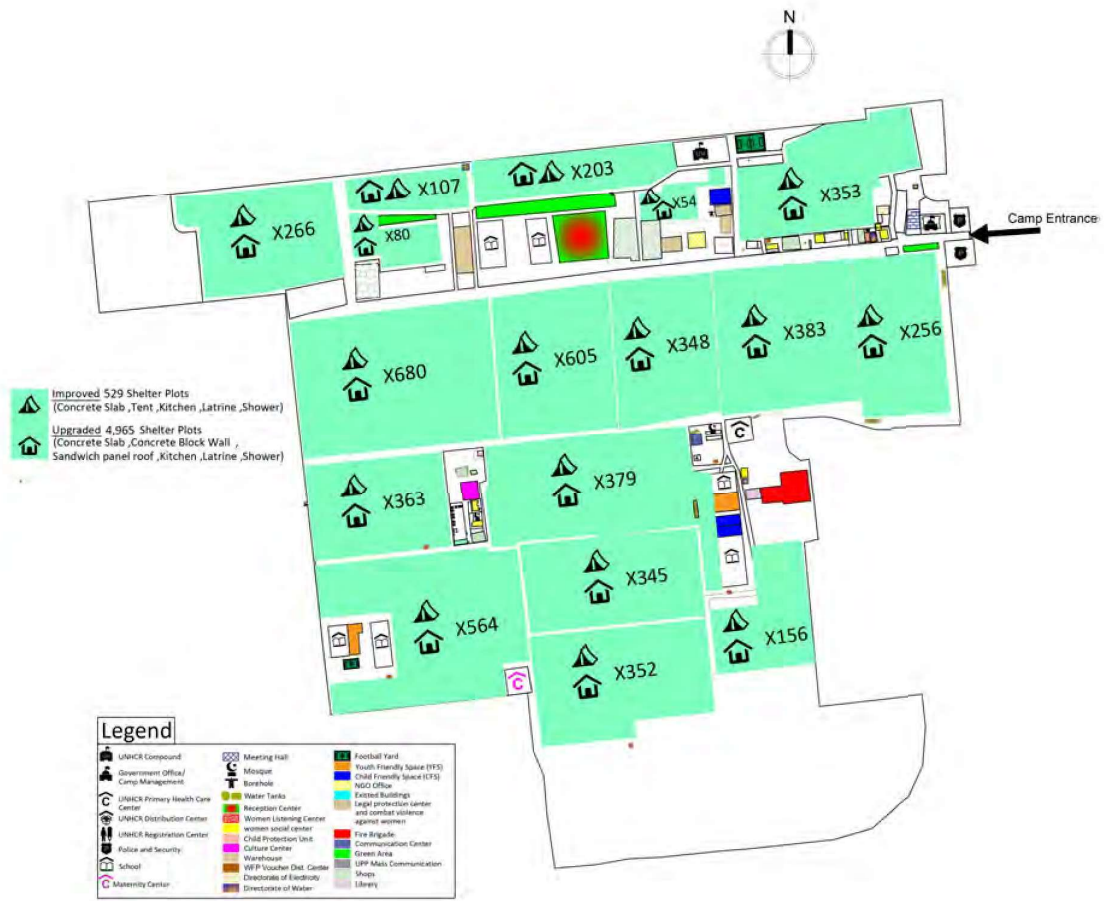 N
Camp Entrance
X107
X203
X54
X353
X266
X80
X680
X605
X348
X383
X256
Improved 529 Shelter Plots
(Concrete Slab ,Tent ,Kitchen ,Latrine ,Shower)
Upgraded 4,965 Shelter Plots
(Concrete Slab ,Concrete Block Wall ,
Sandwich panel roof ,Kitchen ,Latrine ,Shower)
C
X363
X379
X345
X564
X156
X352
C
Legend
UNHCR Compound
Government Office/
Camp Management
C
UNHCR Primary Health Care
Center
UNHCR Distribution Center
UNHCR Registration Center
Police and Security
School
C
Maternity Center
Meeting Hall
Mosque
Borehole
Water Tanks
Reception Center
Women Listening Center
women social center
Child Protection Unit
Culture Center
Warehouse
WFP Voucher Dist. Center
Directorate of Electricity
Directorate of Water
Football Yard
Youth Friendly Space (YFS)
Child Friendly Space (CFS)
NGO Office
Existed Buildings
Legal protection center
and combat violence
against women
Fire Brigade
Communication Center
Green Area
UPP Mass Communication
Shops
Library